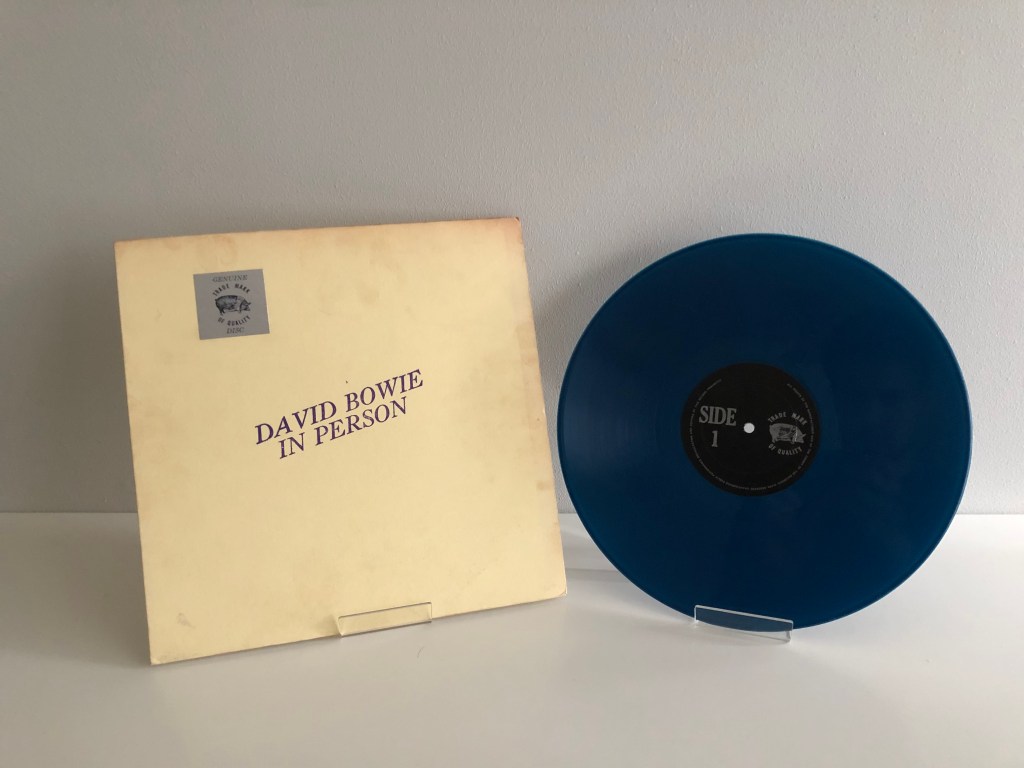 GENUINE
TRADE MARK
OF QUALITY
DISC
DAVID BOWIE
IN PERSON
SIDE
1
TRADE MARK
OF QUALITY